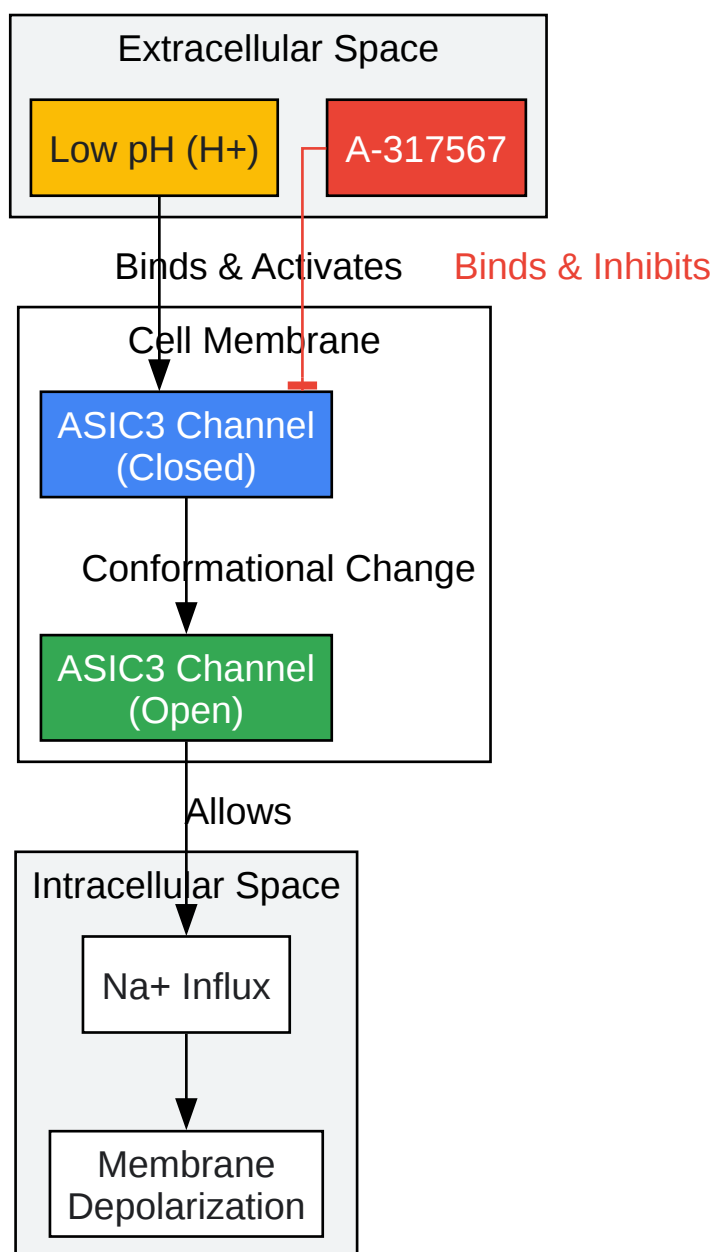 Extracellular Space
Low pH (H+)
A-317567
Binds & Activates
Binds & Inhibits
Cell Membrane
ASIC3 Channel
(Closed)
Conformational Change
ASIC3 Channel
(Open)
Allows
Intracellular Space
Na+ Influx
Membrane
Depolarization